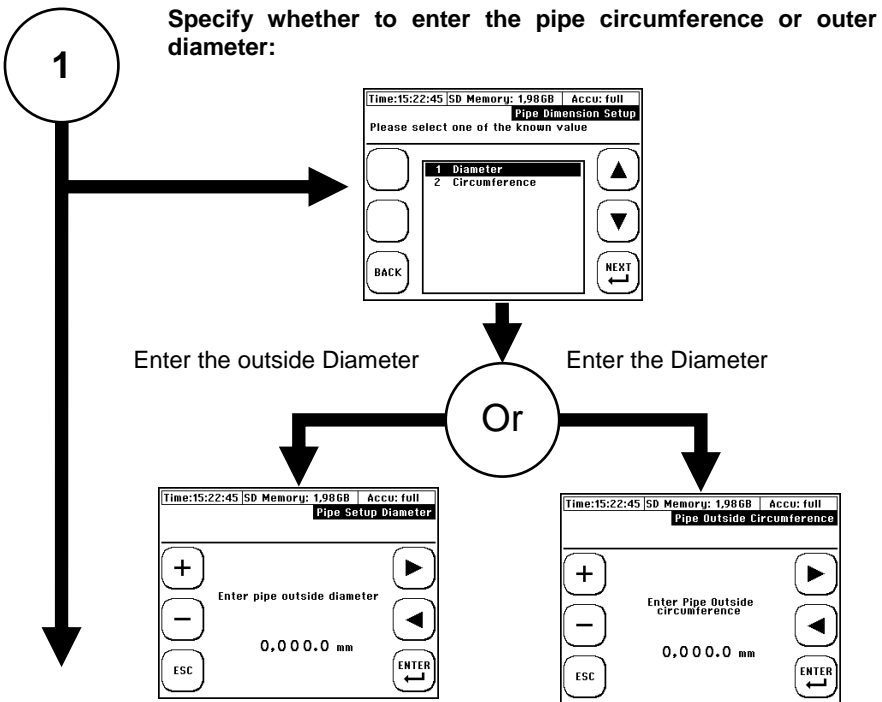 Specify whether to enter the pipe circumference or outer
diameter:
1
Time:15:22:45 SD Memory: 1,98GB Accu: full
Pipe Dimension Setup
Please select one of the known value
1 Diameter
2 Circumference
BACK
NEXT
Enter the outside Diameter
Enter the Diameter
Or
Time:15:22:45 SD Memory: 1,98GB Accu: full
Pipe Setup Diameter
+
Enter pipe outside diameter
−
0,000.0 mm
ESC
ENTER
Time:15:22:45 SD Memory: 1,98GB Accu: full
Pipe Outside Circumference
+
Enter Pipe Outside
circumference
−
0,000.0 mm
ESC
ENTER